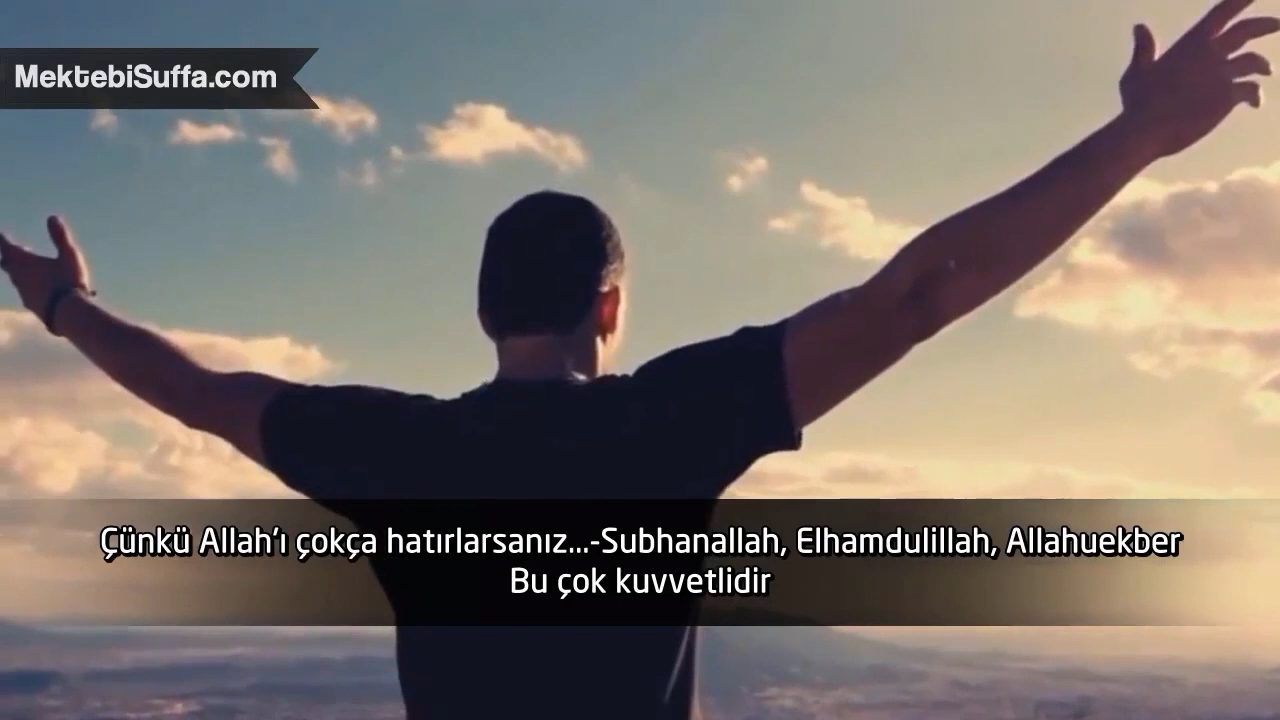 MektebiSuffa.com
Çünkü Allah'ı çokça hatırlarsanız...-Subhanallah, Elhamdulillah, Allahuekber
Bu çok kuvvetlidir